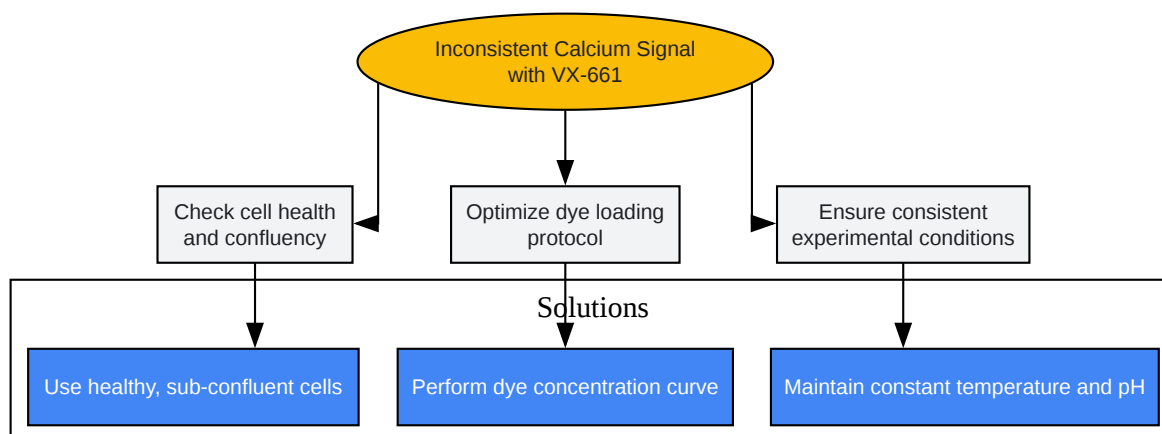 Inconsistent Calcium Signal
with VX-661
Check cell health
and confluency
Optimize dye loading
protocol
Ensure consistent
experimental conditions
Solutions
Use healthy, sub-confluent cells
Perform dye concentration curve
Maintain constant temperature and pH